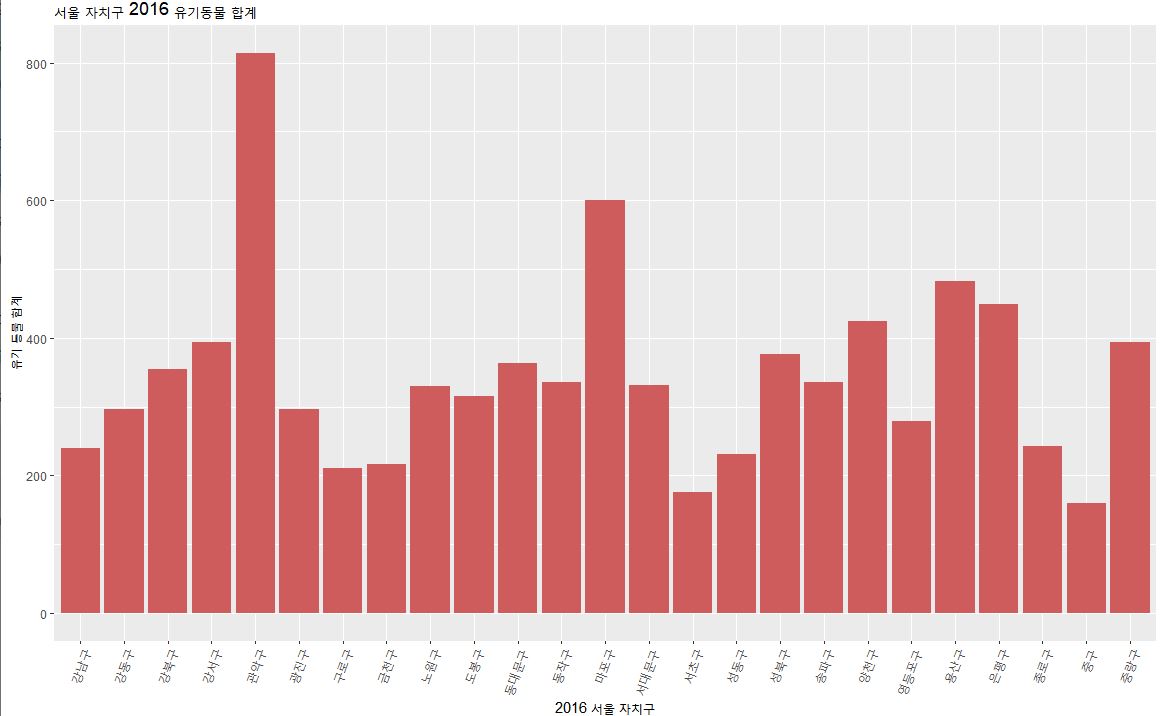 서울 자치구 2016 유기동물 합계
유기 동물 합계
800
600
400
200
0
강남구
강동구
강북구
강서구
관악구
광진구
구로구
금천구
노원구
도봉구
동대문구
동작구
마포구
서대문구
서초구
성동구
성북구
송파구
양천구
영등포구
용산구
은평구
종로구
중구
중랑구
2016 서울 자치구